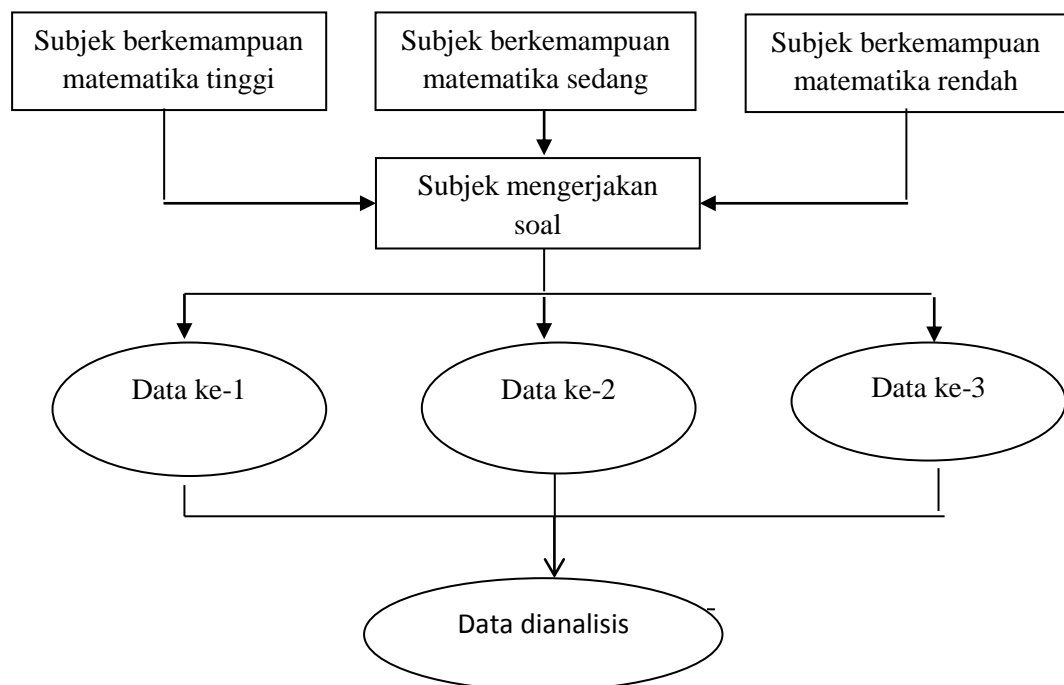 Subjek berkemampuan
matematika tinggi
Subjek berkemampuan
matematika sedang
Subjek berkemampuan
matematika rendah
Subjek mengerjakan
soal
Data ke-1
Data ke-2
Data ke-3
Data dianalisis